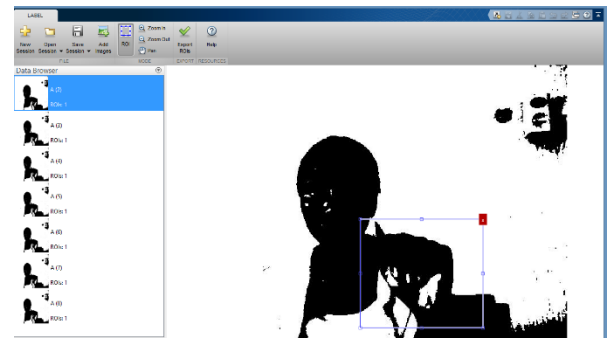 LABEL
New Session
Open Session
Save Session
Add Images
ROI
Zoom In
Zoom Out
Pan
Export ROIs
Help
FILE
MODE
EXPORT
RESOURCES
Data Browser
A (2)
ROIs: 1
A (3)
ROIs: 1
A (4)
ROIs: 1
A (5)
ROIs: 1
A (6)
ROIs: 1
A (7)
ROIs: 1
A (8)
ROIs: 1